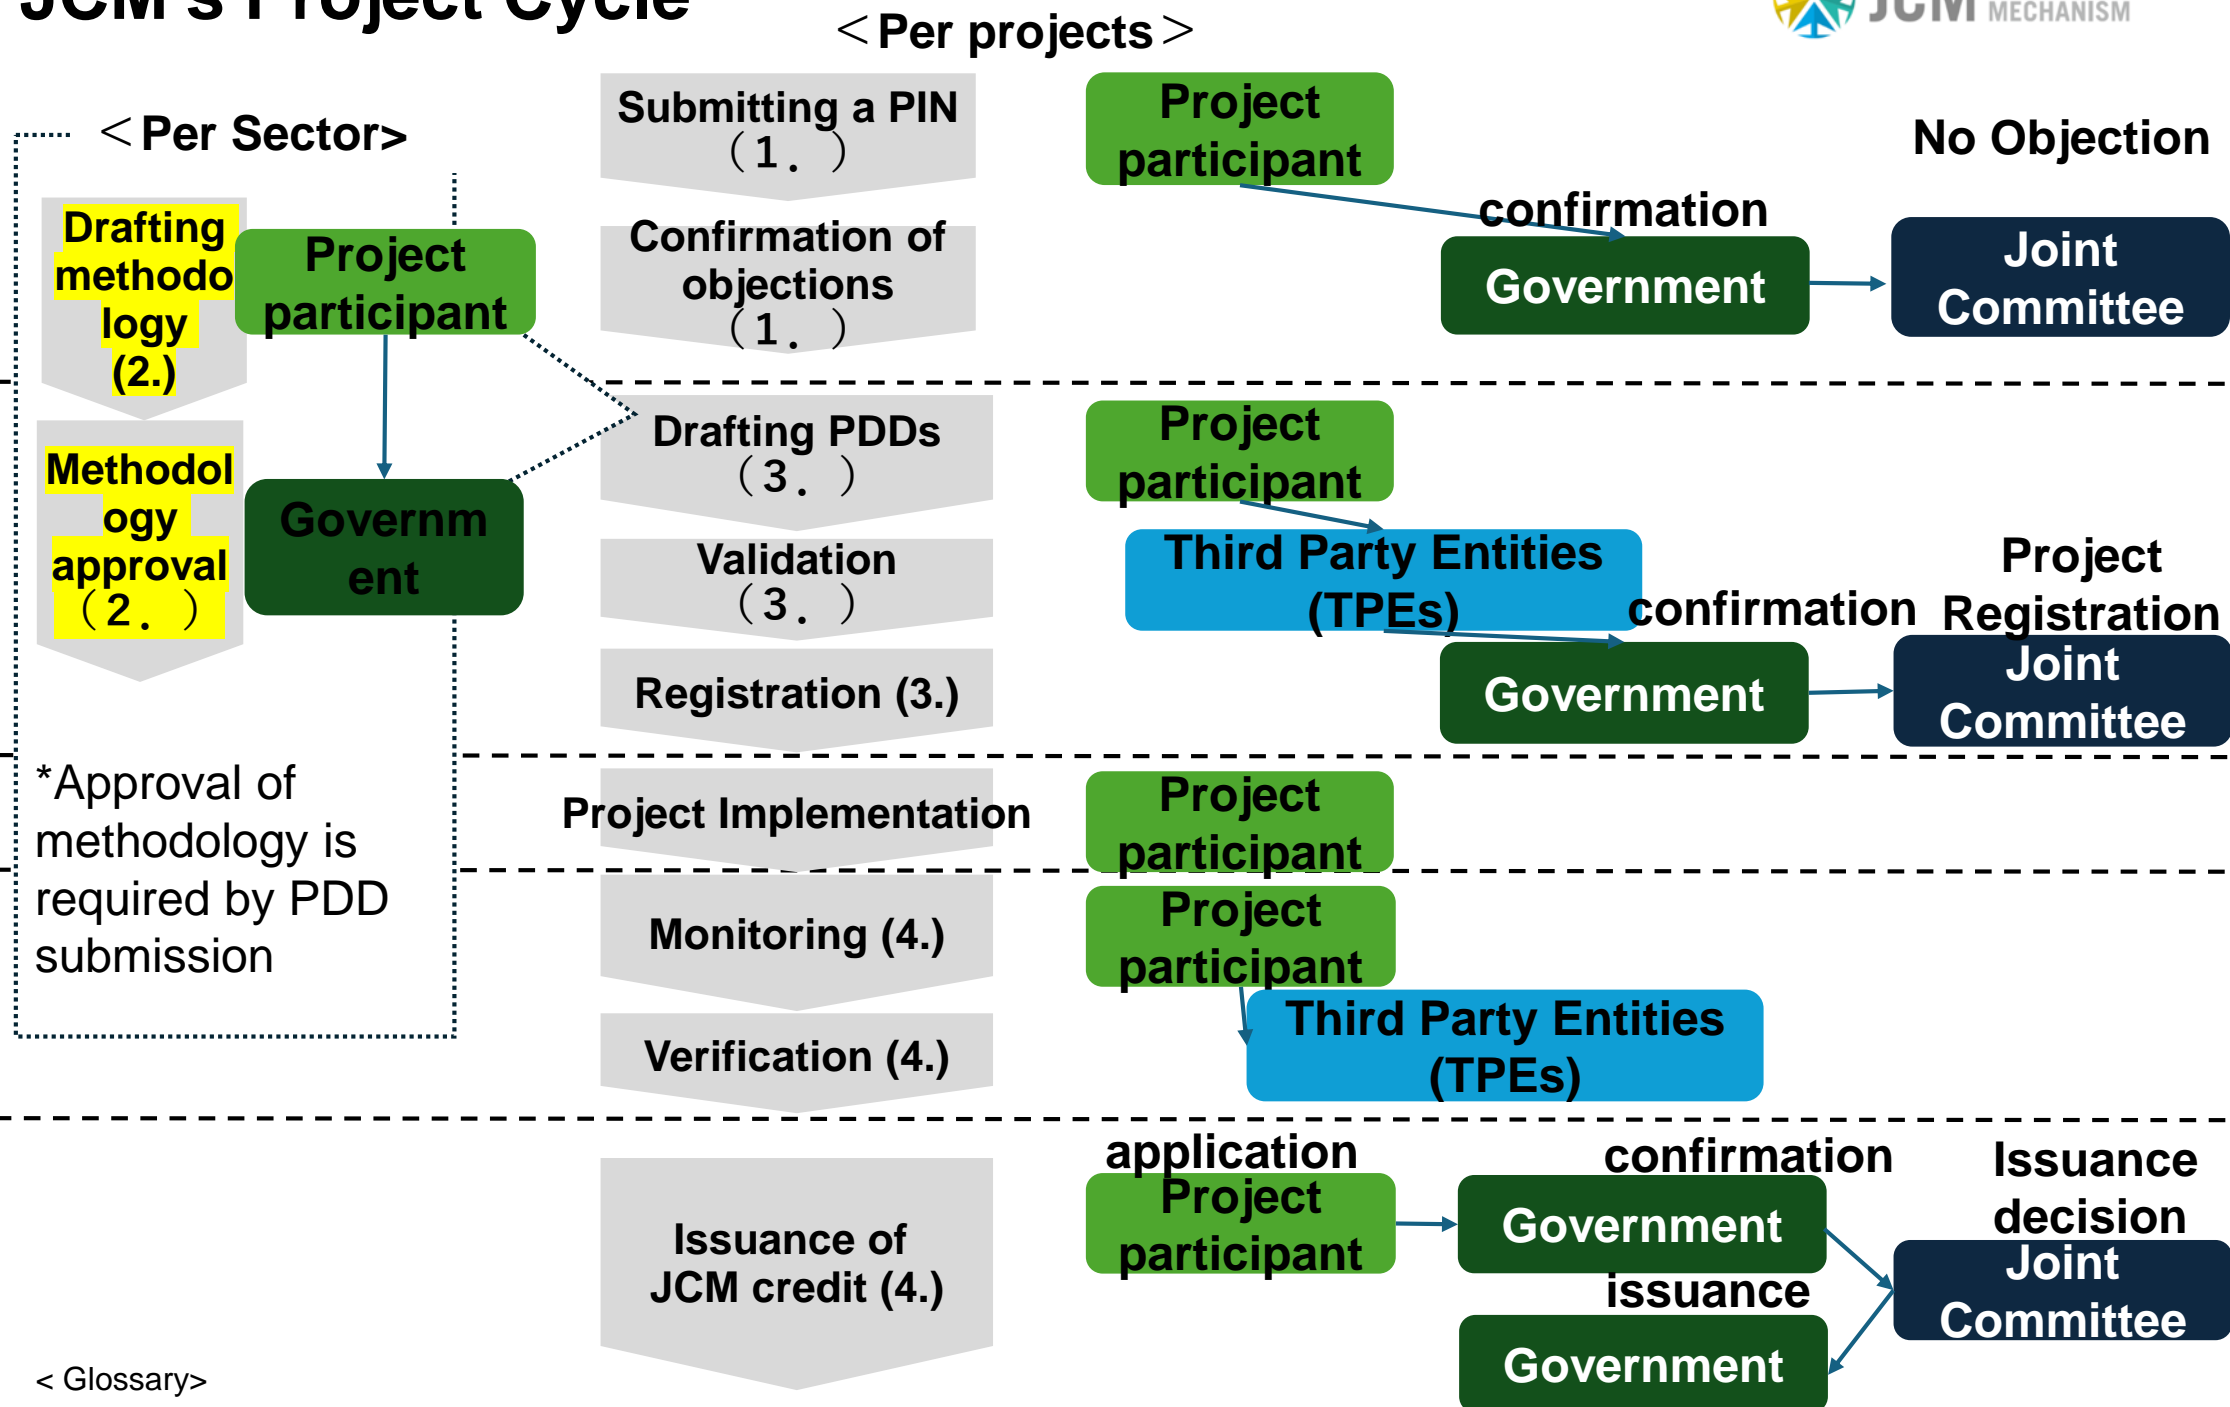 JCM's Project Cycle
JCM MECHANISM
＜Per projects＞
＜Per Sector>
Drafting
methodo
logy
(2.)
Project
participant
Methodol
ogy
approval
（2．）
Governm
ent
*Approval of
methodology is
required by PDD
submission
Submitting a PIN
（1．）
Project
participant
No Objection
Confirmation of
objections
（1．）
confirmation
Government
Joint
Committee
Drafting PDDs
（3．）
Project
participant
Validation
（3．）
Third Party Entities
(TPEs)
confirmation
Project
Registration
Registration (3.)
Government
Joint
Committee
Project Implementation
Project
participant
Monitoring (4.)
Project
participant
Verification (4.)
Third Party Entities
(TPEs)
Issuance of
JCM credit (4.)
application
Project
participant
confirmation
Government
Issuance
decision
Joint
Committee
issuance
Government
< Glossary>